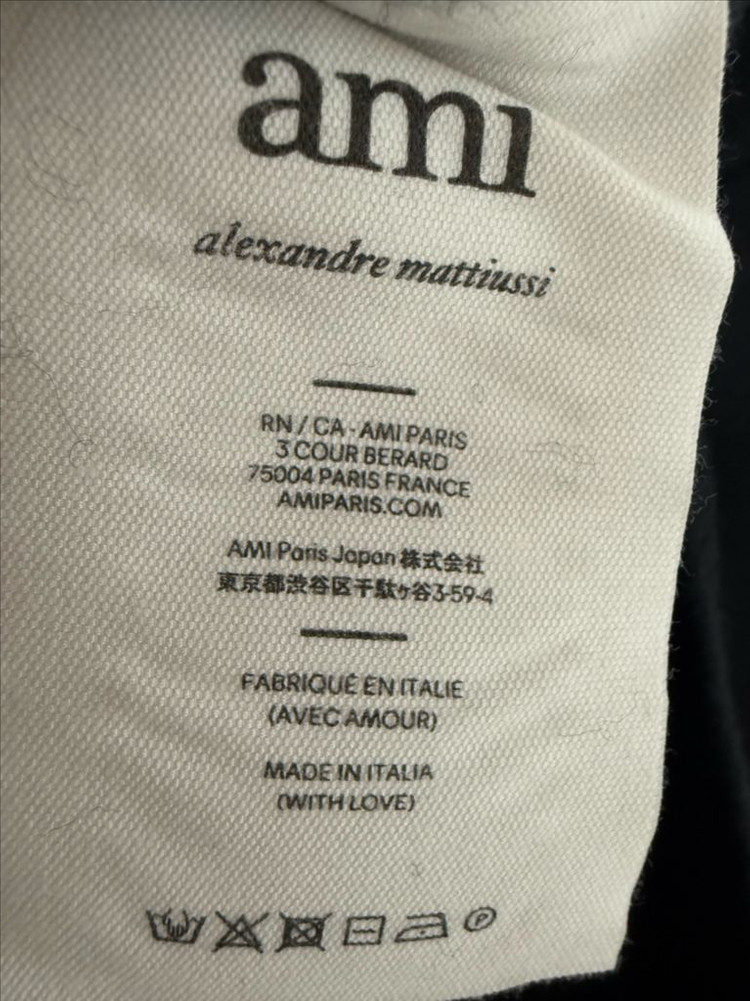 ami
alexandre mattiussi
RN / CA - AMI PARIS
3 COUR BERARD
75004 PARIS FRANCE
AMIPARIS.COM
AMI Paris Japan 株式会社
東京都渋谷区千駄ヶ谷3-59-4
FABRIQUÉ EN ITALIE
(AVEC AMOUR)
MADE IN ITALIA
(WITH LOVE)
P